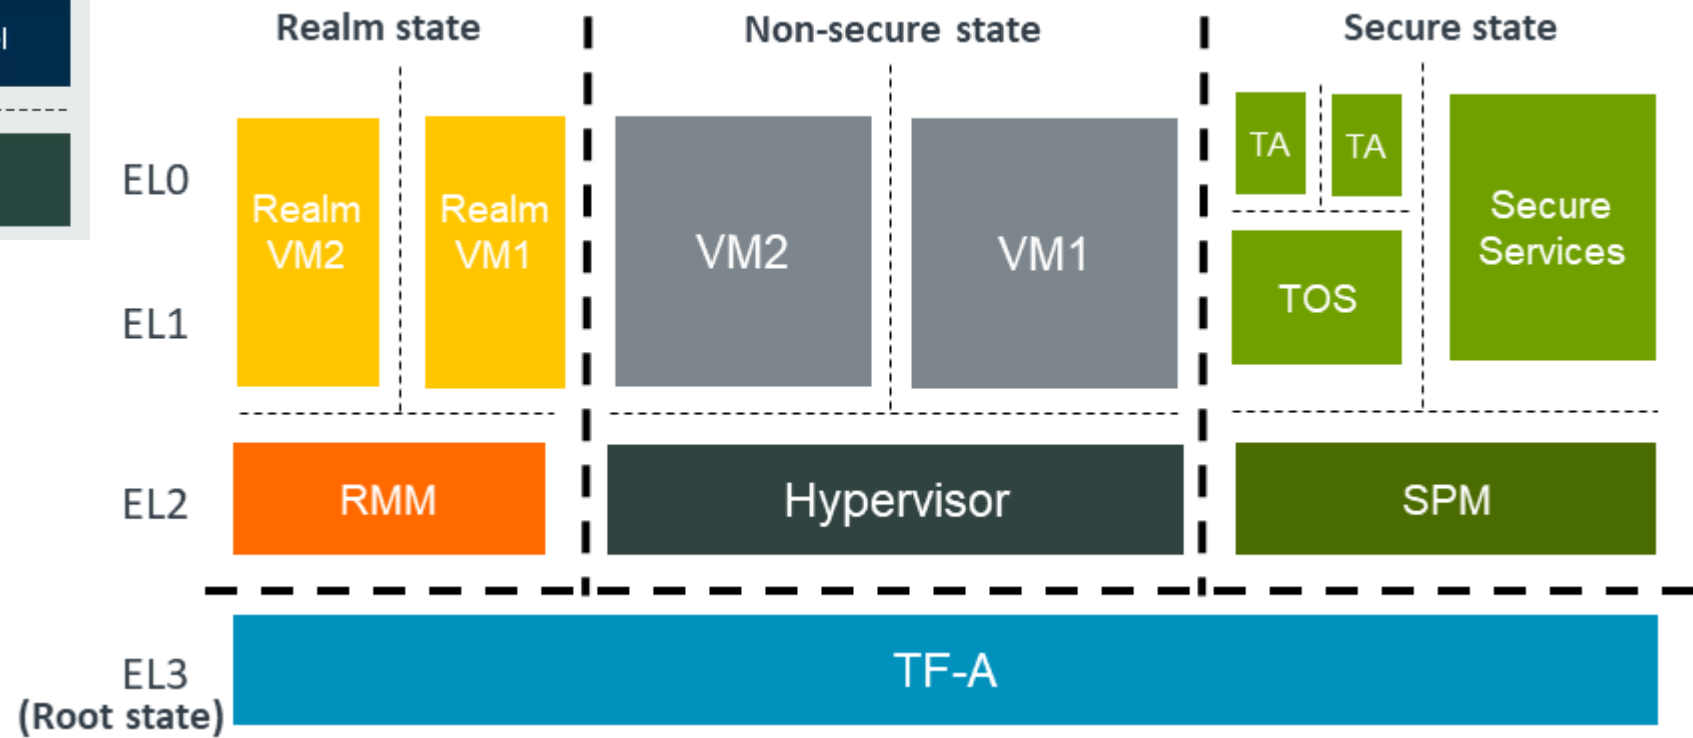 Realm state
Non-secure state
Secure state
EL0
EL1
EL2
EL3
(Root state)
Realm
VM2
Realm
VM1
VM2
VM1
TA
TA
TOS
Secure
Services
RMM
Hypervisor
SPM
TF-A